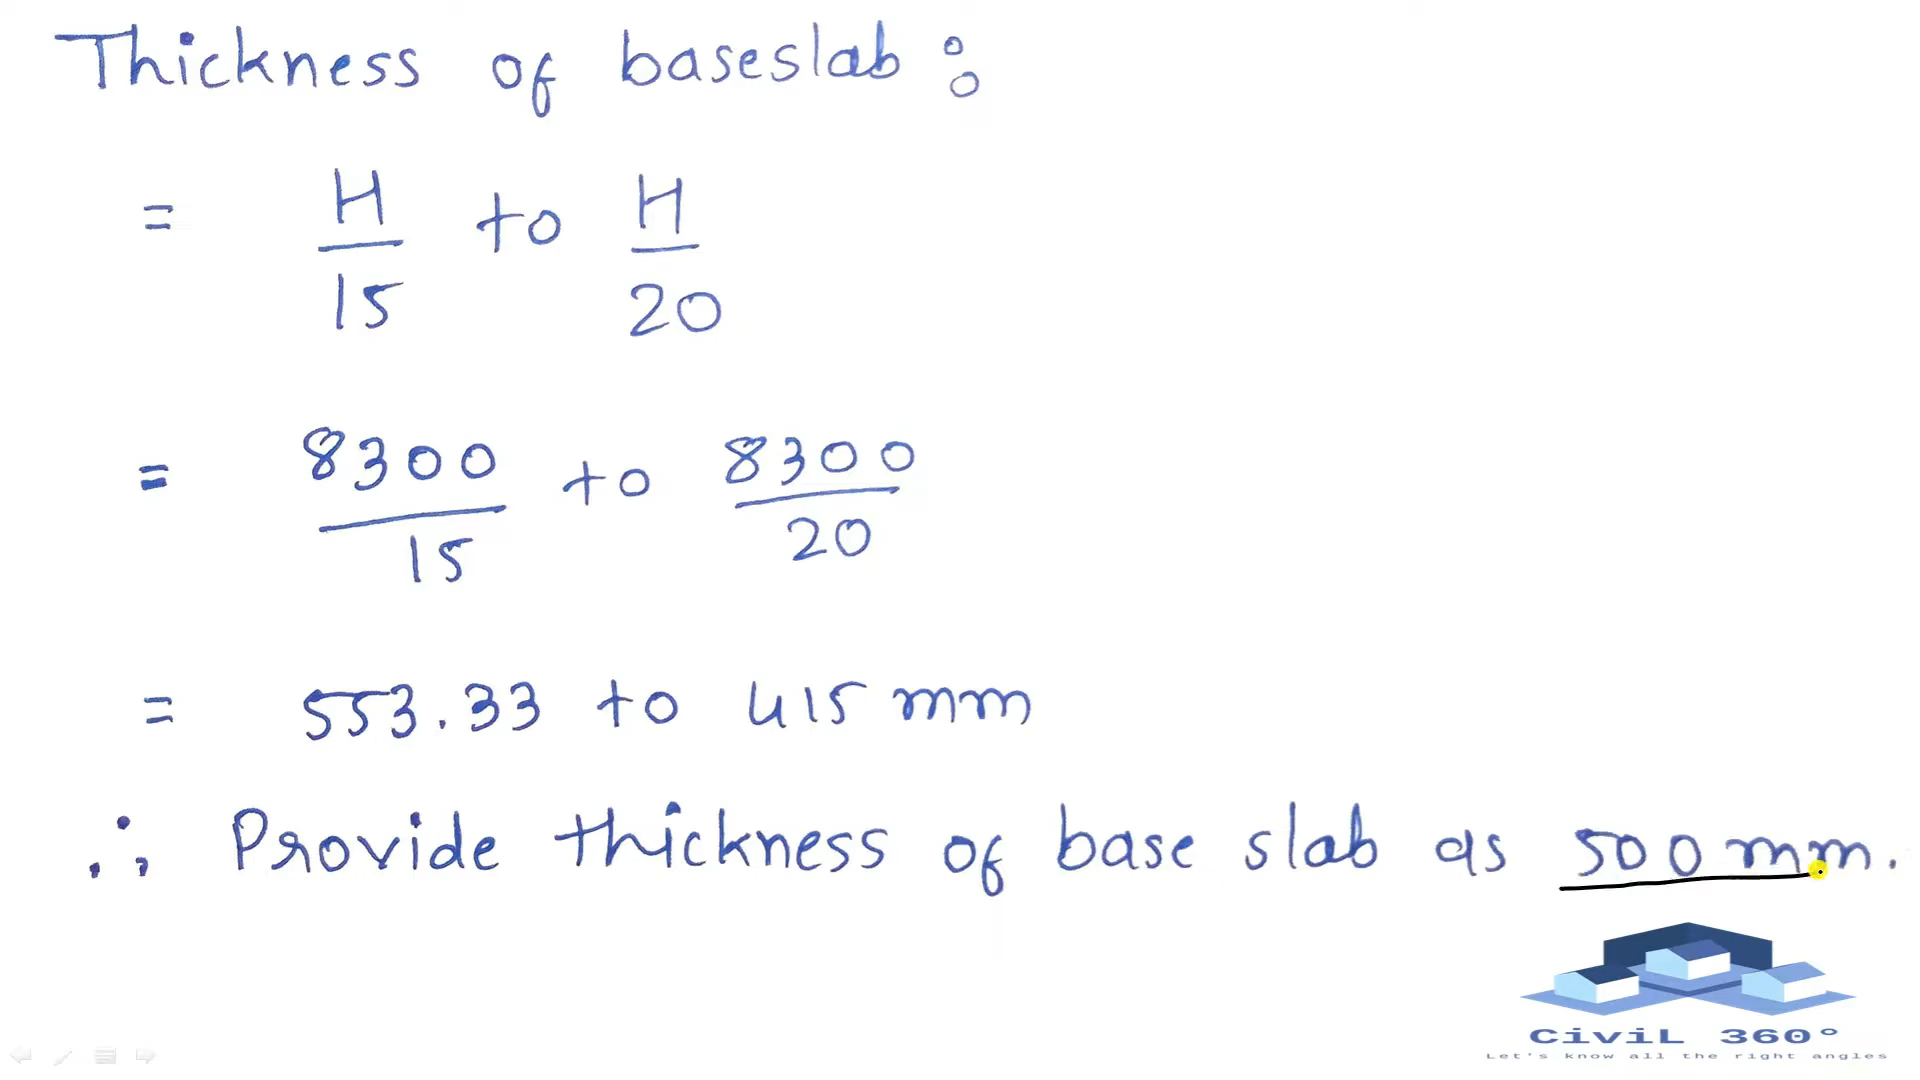 Thickness of baseslab :
= H/15 to H/20
= 8300/15 to 8300/20
= 553.33 to 415 mm
∴ Provide thickness of base slab as 500 mm.
CiviL 360°
Let's know all the right angles